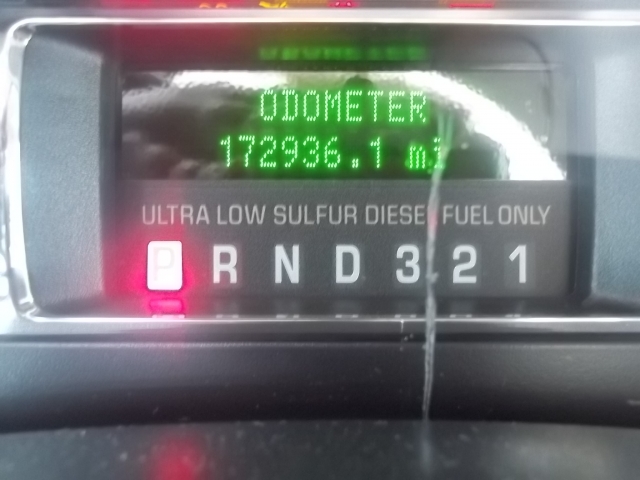 ODOMETER
172936.1 mi
ULTRA LOW SULFUR DIESEL FUEL ONLY
P R N D 3 2 1